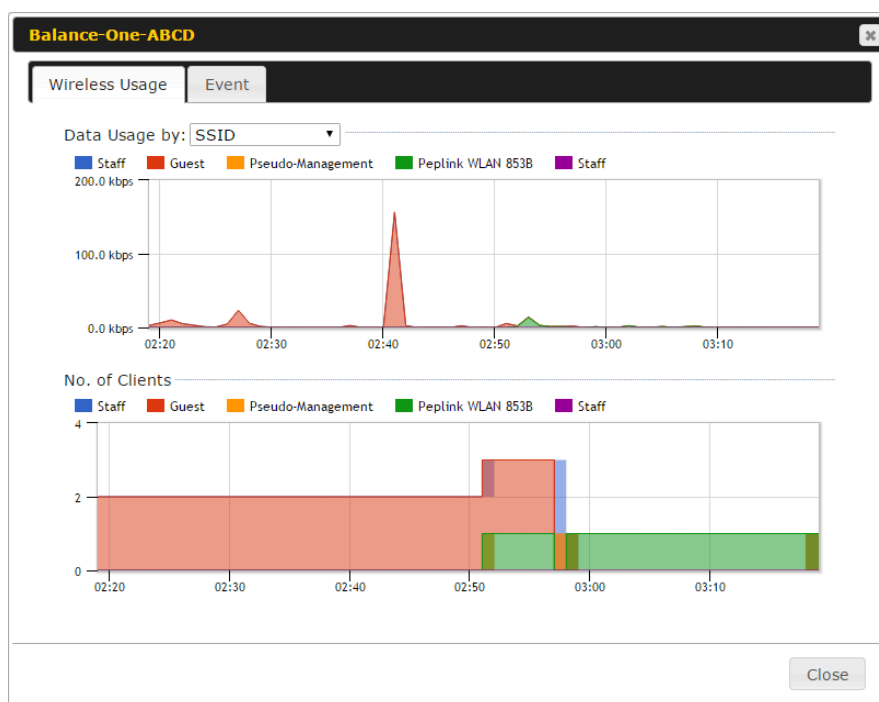 Balance-One-ABCD
Wireless Usage Event
Data Usage by: SSID
Staff Guest Pseudo-Management Peplink WLAN 853B Staff
200.0 kbps
100.0 kbps
0.0 kbps
02:20 02:30 02:40 02:50 03:00 03:10
No. of Clients
Staff Guest Pseudo-Management Peplink WLAN 853B Staff
4
2
0
02:20 02:30 02:40 02:50 03:00 03:10
Close